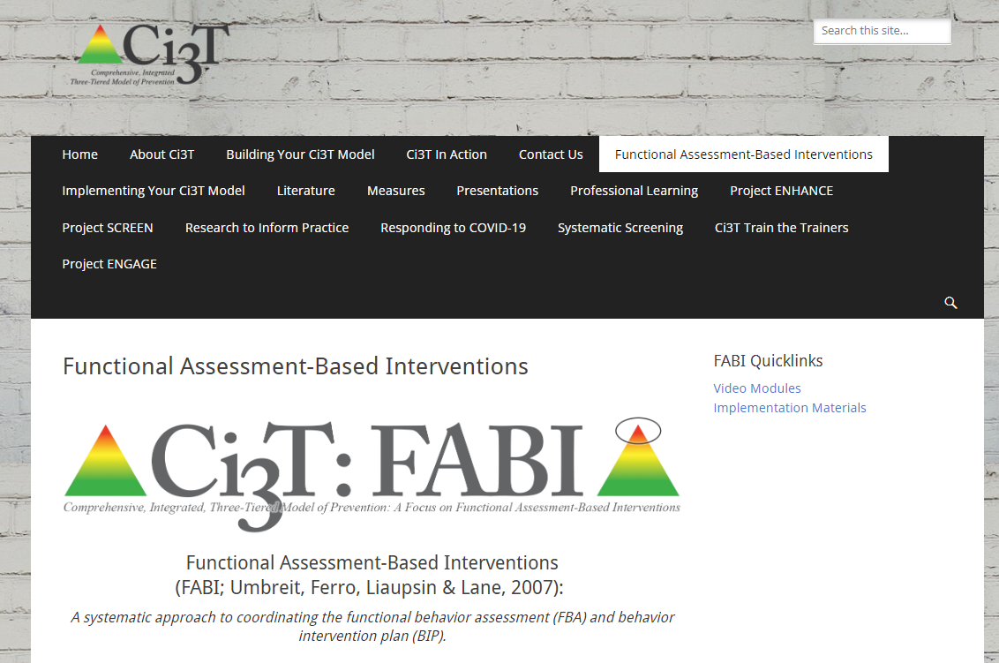 Ci3T
Search this site...
Comprehensive, Integrated
Three-Tiered Model of Prevention
Home About Ci3T Building Your Ci3T Model Ci3T In Action Contact Us Functional Assessment-Based Interventions
Implementing Your Ci3T Model Literature Measures Presentations Professional Learning Project ENHANCE
Project SCREEN Research to Inform Practice Responding to COVID-19 Systematic Screening Ci3T Train the Trainers
Project ENGAGE
Functional Assessment-Based Interventions
FABI Quicklinks
Video Modules
Implementation Materials
Ci3T: FABI
Comprehensive, Integrated, Three-Tiered Model of Prevention: A Focus on Functional Assessment-Based Interventions
Functional Assessment-Based Interventions
(FABI; Umbreit, Ferro, Liaupsin & Lane, 2007):
A systematic approach to coordinating the functional behavior assessment (FBA) and behavior
intervention plan (BIP).